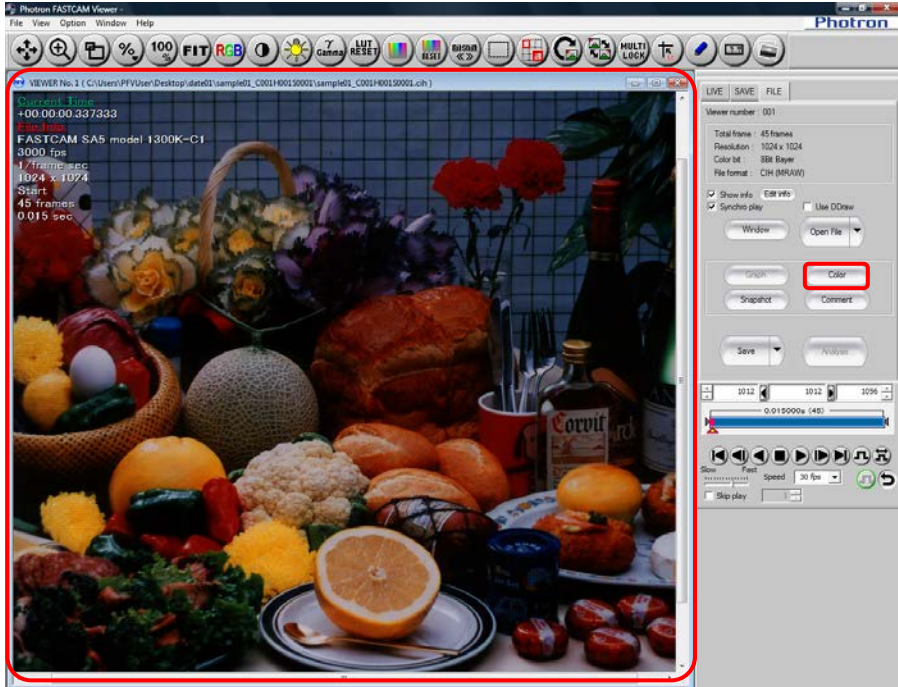 Photron FASTCAM Viewer -
File View Option Window Help
Photron
% 100% FIT RGB Gamma LUT RESET RESET MULTI LOCK
VIEWER No. 1 ( C:\Users\PFVUser\Desktop\date01\sample01_C001H001S0001\sample01_C001H001S0001.cih )
Current Time
+00:00:00.337333
File Info
FASTCAM SA5 model 1300K-C1
3000 fps
1/frame sec
1024 x 1024
Start
45 frames
0.015 sec
Corvit
LIVE SAVE FILE
Viewer number : 001
Total frame : 45 frames
Resolution : 1024 x 1024
Color bit : 8Bit Bayer
File format : CIH (MRAW)
Show info Edit info
Synchro play Use DDraw
Window Open File
Graph Color
Snapshot Comment
Save Analysis
1012 1012 1056
0.015000s (45)
Slow Fast Speed 30 fps
Skip play 1